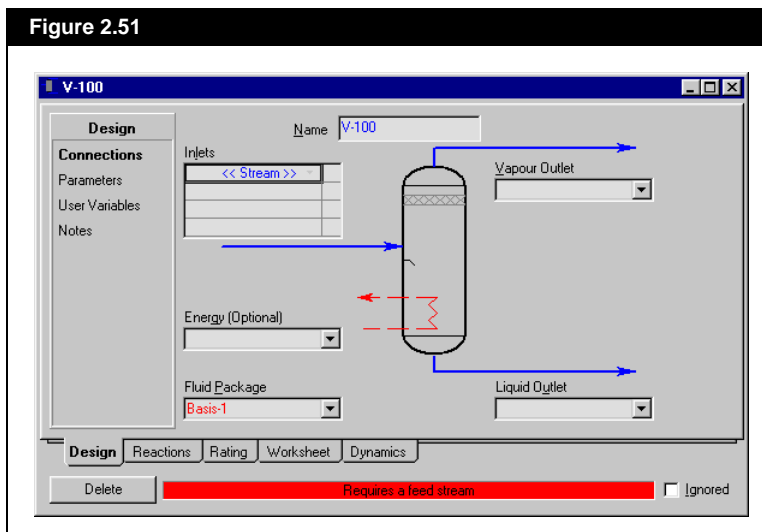 Figure 2.51
V-100
Design
Connections
Parameters
User Variables
Notes
Name V-100
Inlets
<< Stream >>
Vapour Outlet
Energy (Optional)
Fluid Package
Basis-1
Liquid Outlet
Design Reactions Rating Worksheet Dynamics
Delete Requires a feed stream Ignored